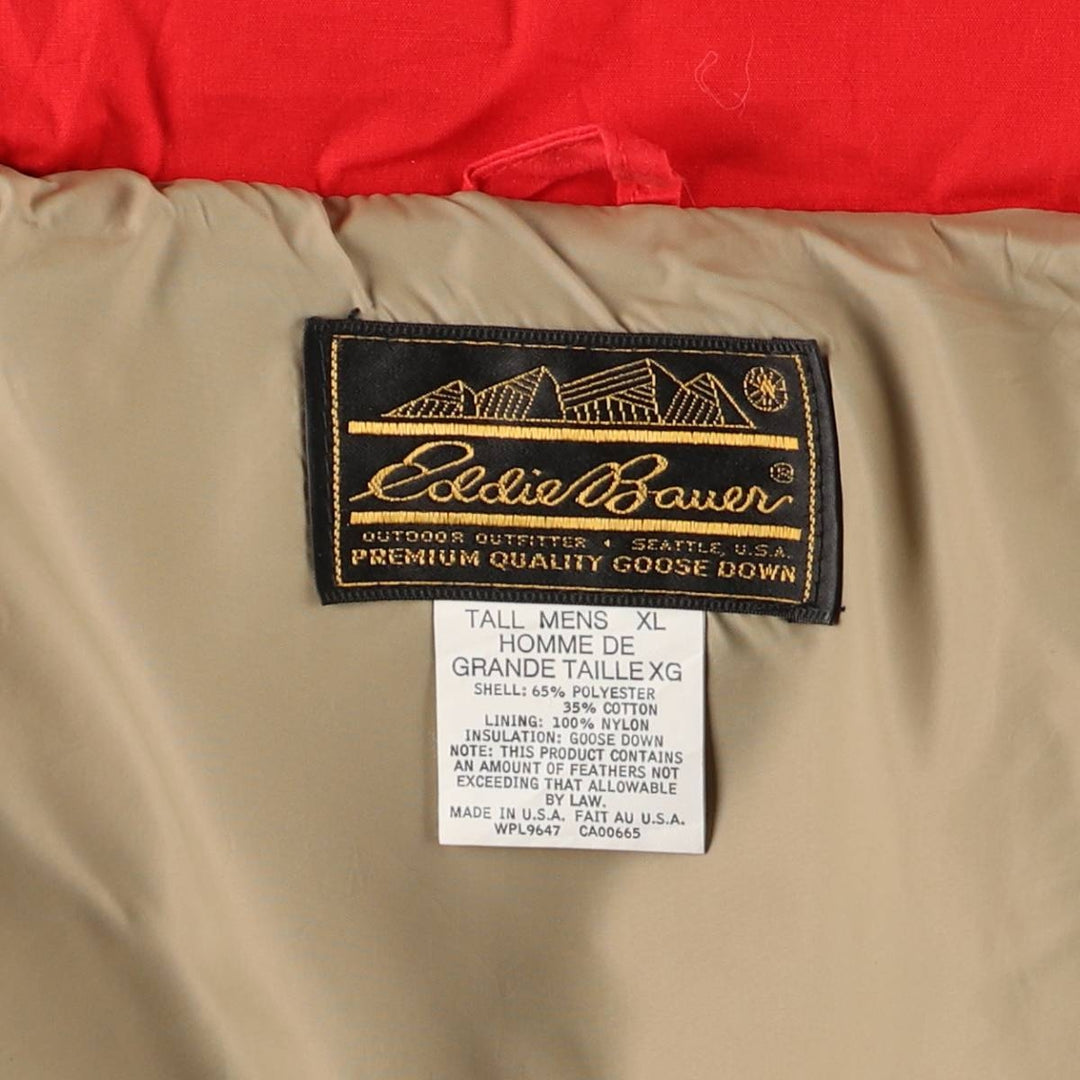 Eddie Bauer ®
OUTDOOR OUTFITTER • SEATTLE, U.S.A.
PREMIUM QUALITY GOOSE DOWN
TALL MENS XL
HOMME DE
GRANDE TAILLE XG
SHELL: 65% POLYESTER
35% COTTON
LINING: 100% NYLON
INSULATION: GOOSE DOWN
NOTE: THIS PRODUCT CONTAINS
AN AMOUNT OF FEATHERS NOT
EXCEEDING THAT ALLOWABLE
BY LAW.
MADE IN U.S.A. FAIT AU U.S.A.
WPL9647 CA00665